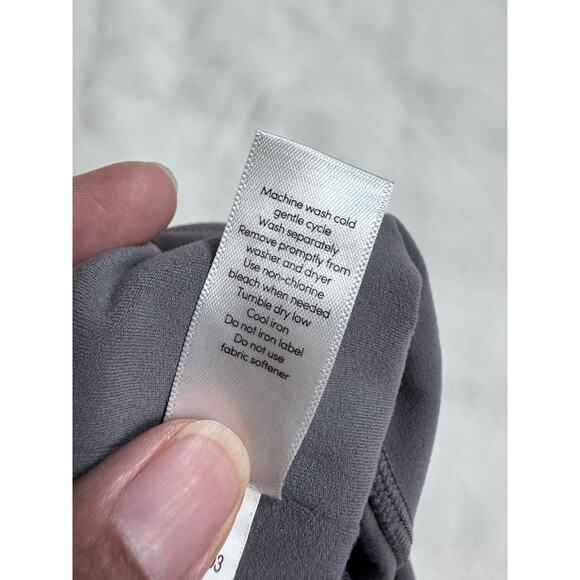 Machine wash cold
gentle cycle
Wash separately
Remove promptly from
washer and dryer
Use non-chlorine
bleach when needed
Tumble dry low
Cool iron
Do not iron label
Do not use
fabric softener